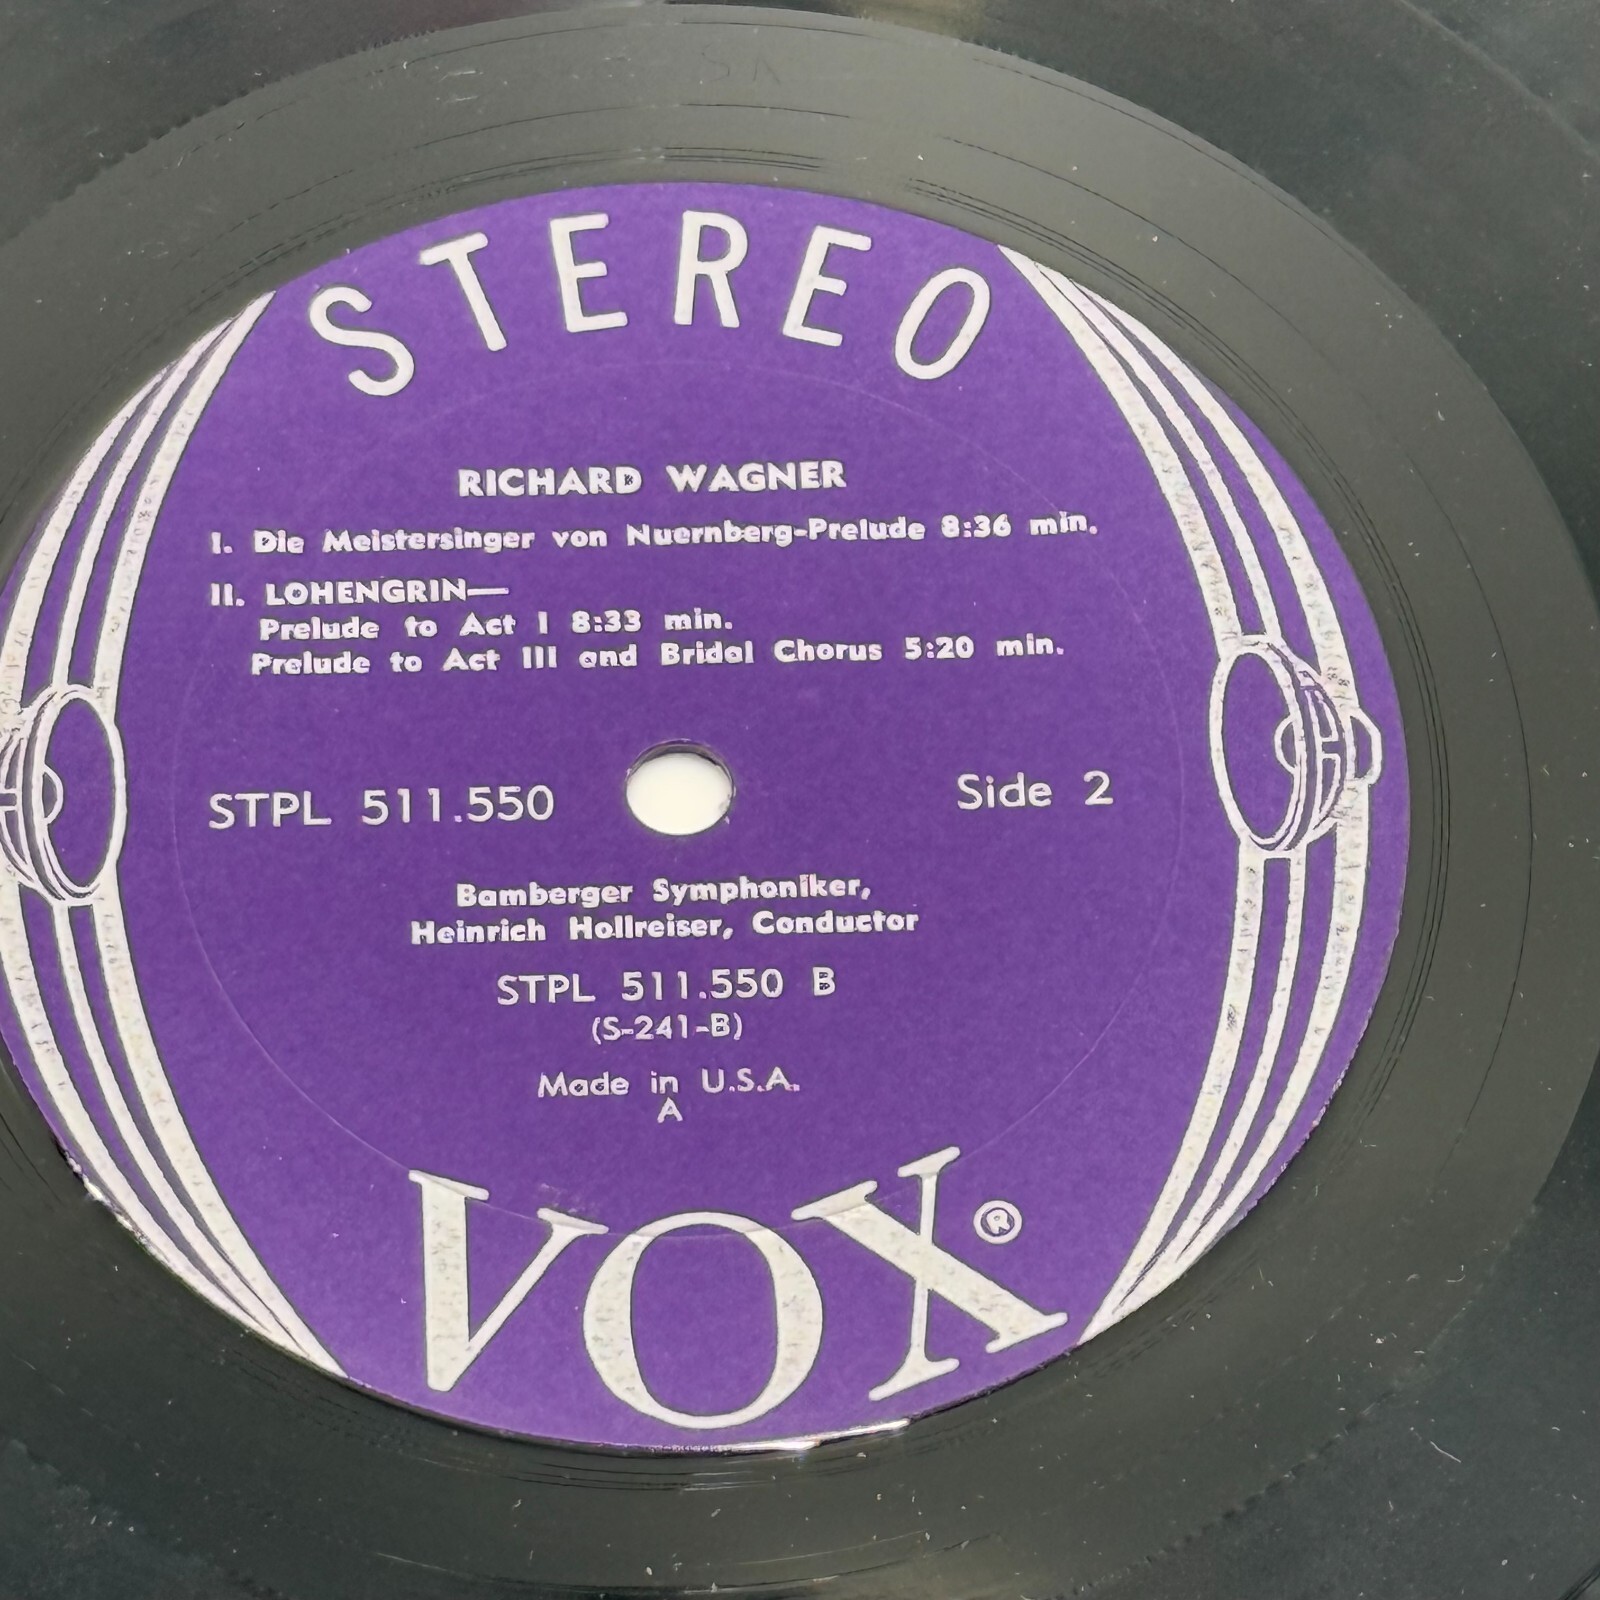 STEREO
RICHARD WAGNER
I. Die Meistersinger von Nuernberg-Prelude 8:36 min.
II. LOHENGRIN—
Prelude to Act I 8:33 min.
Prelude to Act III and Bridal Chorus 5:20 min.
STPL 511.550
Side 2
Bamberger Symphoniker,
Heinrich Hollreiser, Conductor
STPL 511.550 B
(S-241-B)
Made in U.S.A.
A
VOX®